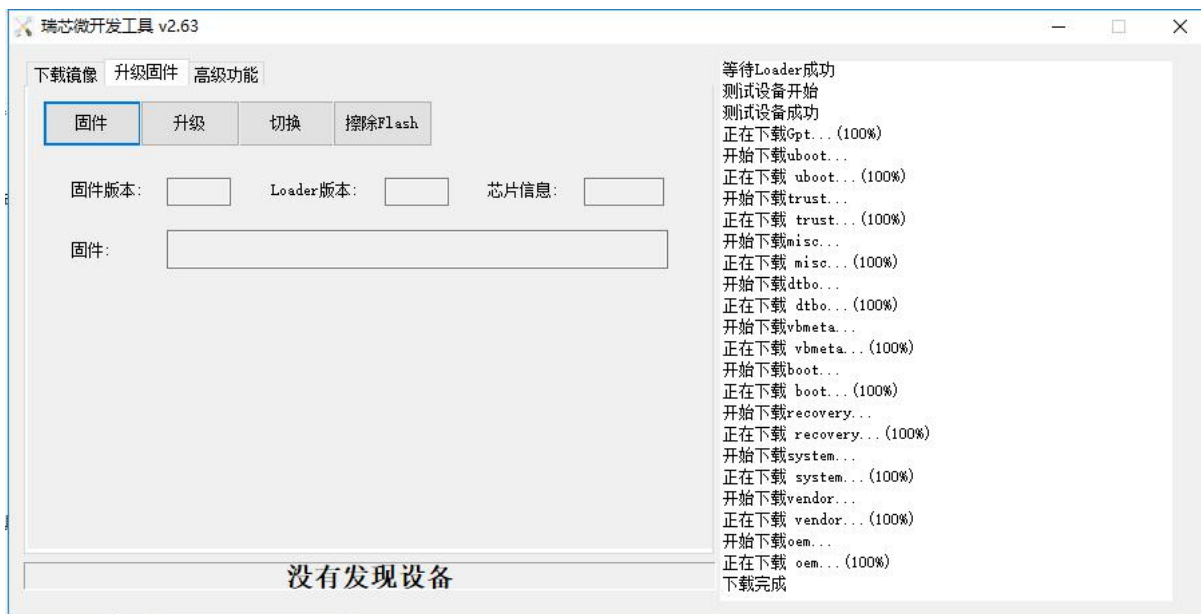 瑞芯微开发工具 v2.63
下载镜像 升级固件 高级功能
固件 升级 切换 擦除Flash
固件版本: Loader版本: 芯片信息:
固件:
没有发现设备
等待Loader成功
测试设备开始
测试设备成功
正在下载Gpt...(100%)
开始下载uboot...
正在下载 uboot...(100%)
开始下载trust...
正在下载 trust...(100%)
开始下载misc...
正在下载 misc...(100%)
开始下载dtbo...
正在下载 dtbo...(100%)
开始下载vbmeta...
正在下载 vbmeta...(100%)
开始下载boot...
正在下载 boot...(100%)
开始下载recovery...
正在下载 recovery...(100%)
开始下载system...
正在下载 system...(100%)
开始下载vendor...
正在下载 vendor...(100%)
开始下载oem...
正在下载 oem...(100%)
下载完成